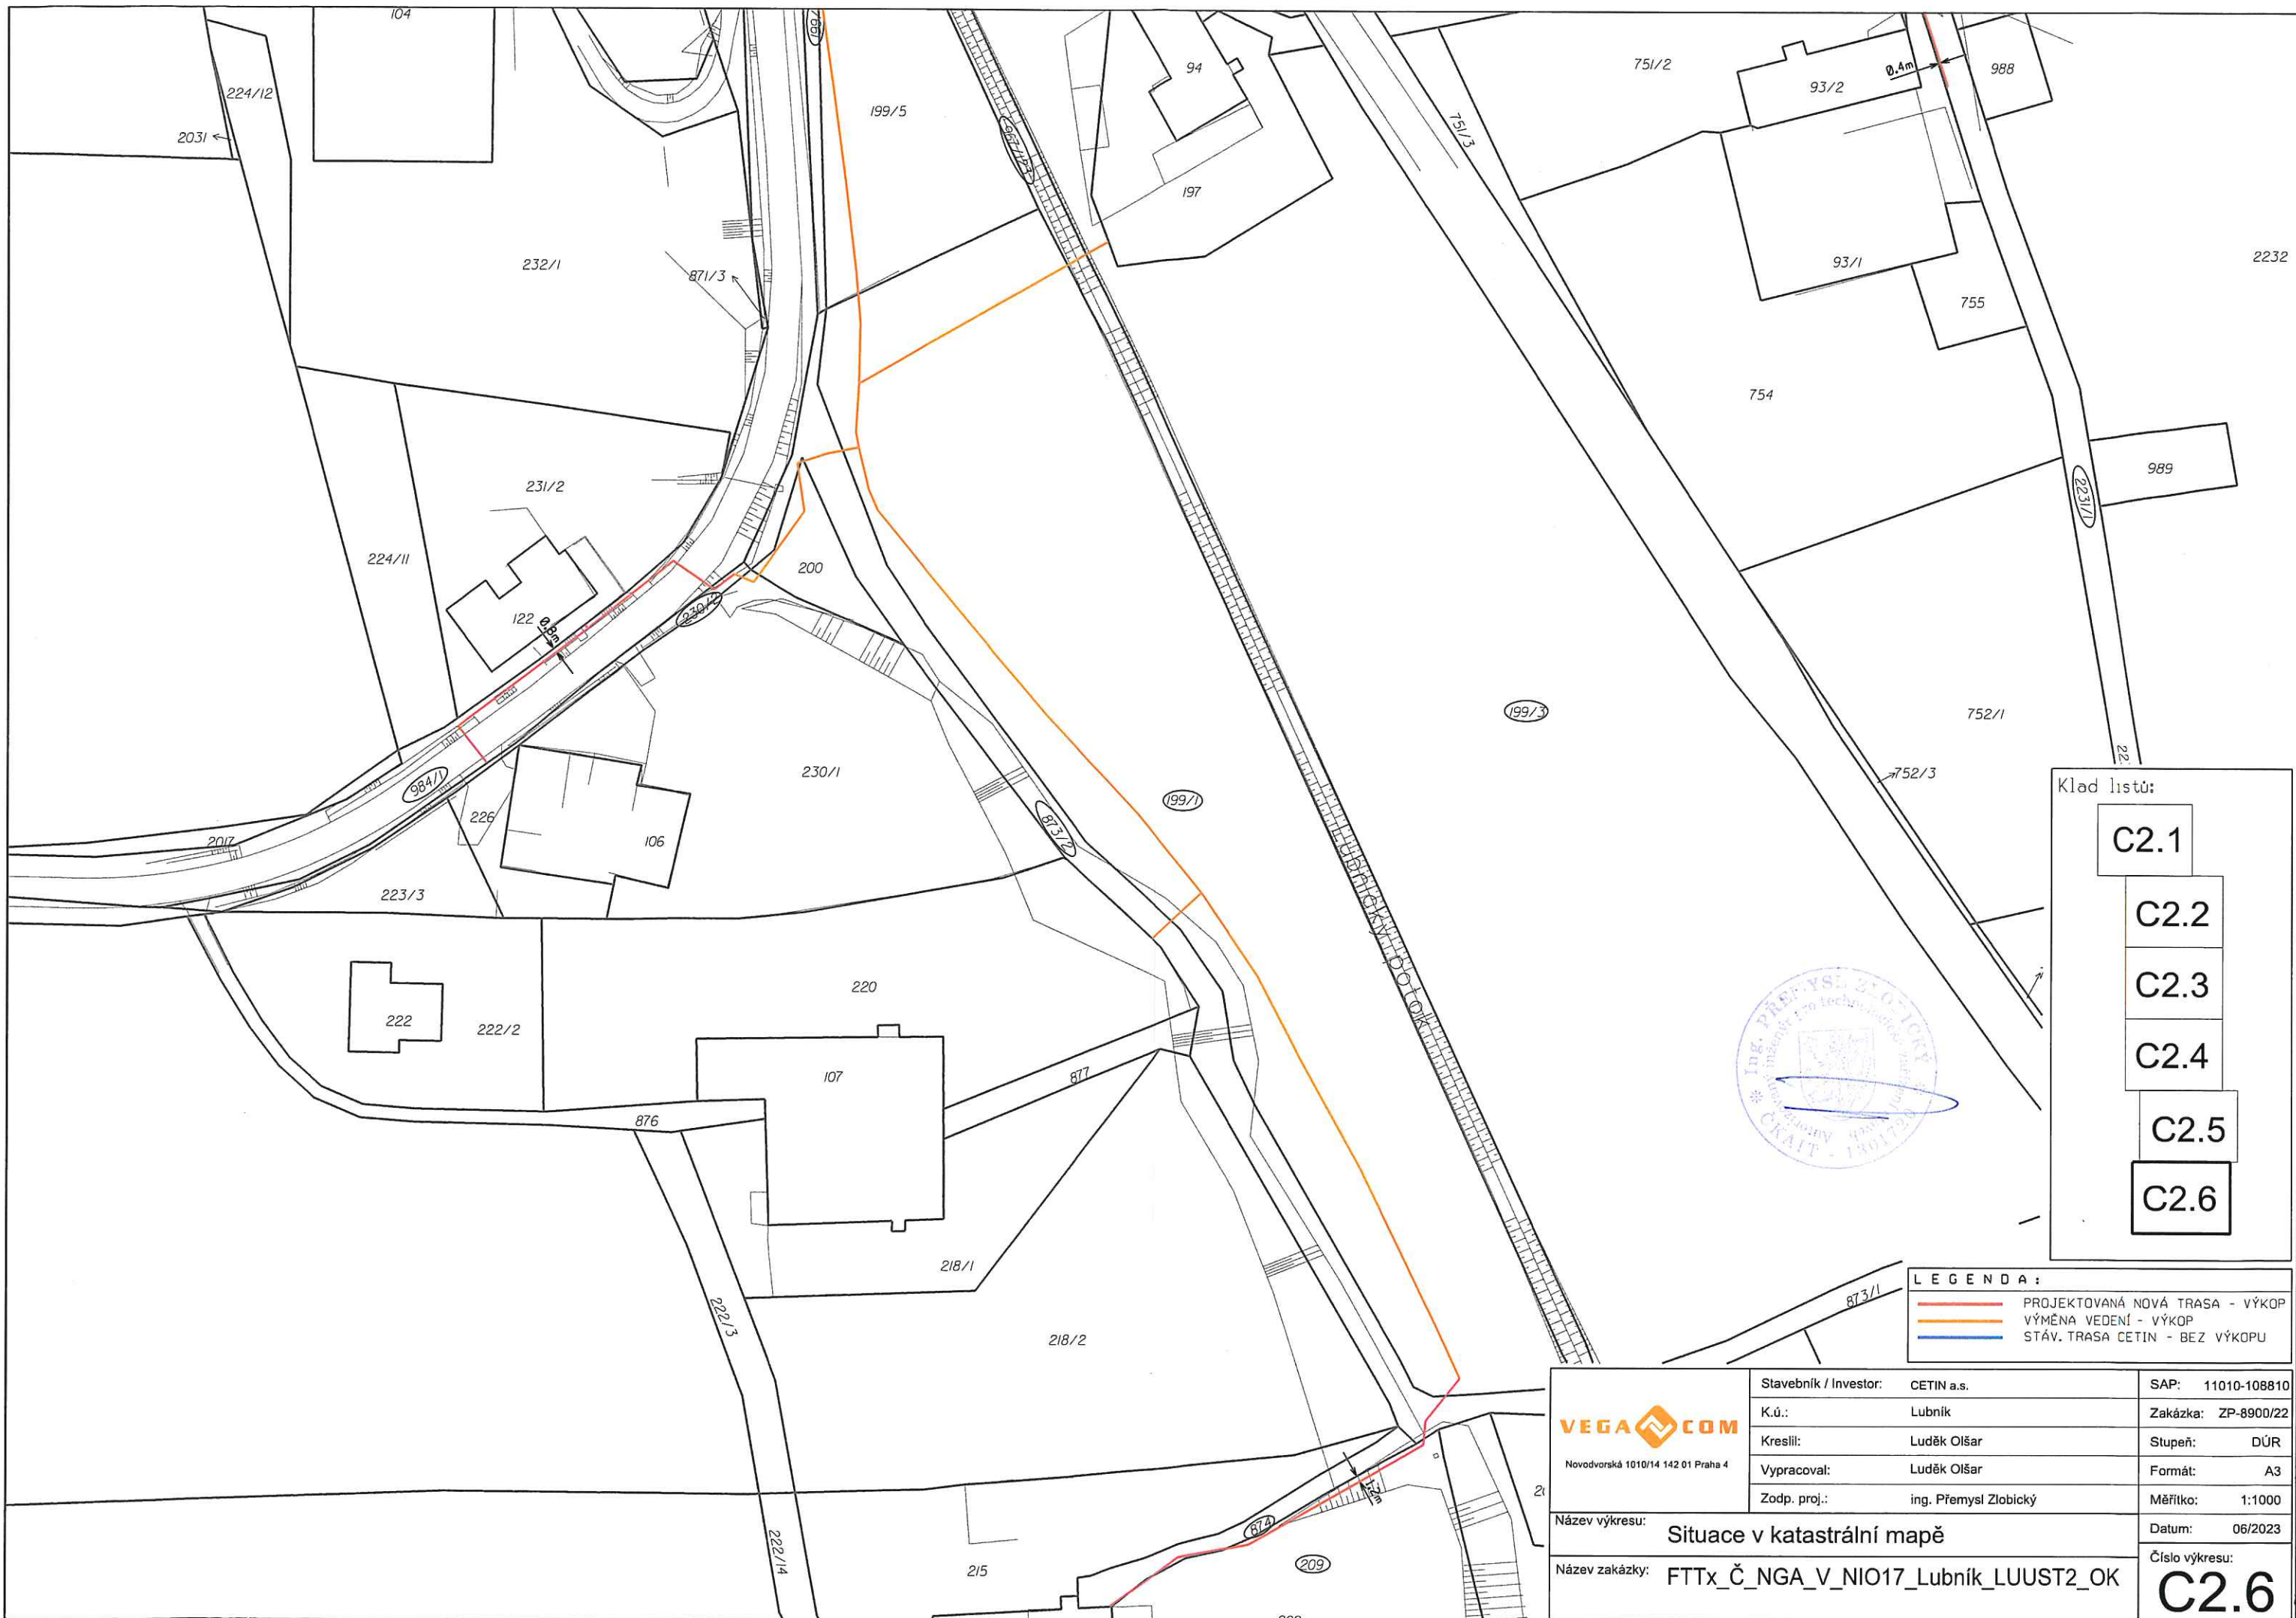 104
224/12
2031
199/5
94
751/2
93/2
0.4m
988
751/3
967/123
197
232/1
871/3
93/1
755
2232
754
231/2
989
2231/1
224/11
200
122
0.8m
230/2
199/3
752/1
752/3
230/1
199/1
984/1
226
106
873/2
2017
223/3
Lubnický potok
220
222
222/2
107
877
876
218/1
222/3
218/2
873/1
1.2m
874
222/14
215
209
Klad listů:
C2.1
C2.2
C2.3
C2.4
C2.5
C2.6
LEGENDA:
PROJEKTOVANÁ NOVÁ TRASA - VÝKOP
VÝMĚNA VEDENÍ - VÝKOP
STÁV. TRASA CETIN - BEZ VÝKOPU
VEGA COM
Novodvorská 1010/14 142 01 Praha 4
Stavebník / Investor: CETIN a.s.
SAP: 11010-108810
K.ú.: Lubník
Zakázka: ZP-8900/22
Kreslil: Luděk Olšar
Stupeň: DÚR
Vypracoval: Luděk Olšar
Formát: A3
Zodp. proj.: ing. Přemysl Zlobický
Měřítko: 1:1000
Název výkresu: Situace v katastrální mapě
Datum: 06/2023
Název zakázky: FTTx_Č_NGA_V_NIO17_Lubník_LUUST2_OK
Číslo výkresu:
C2.6